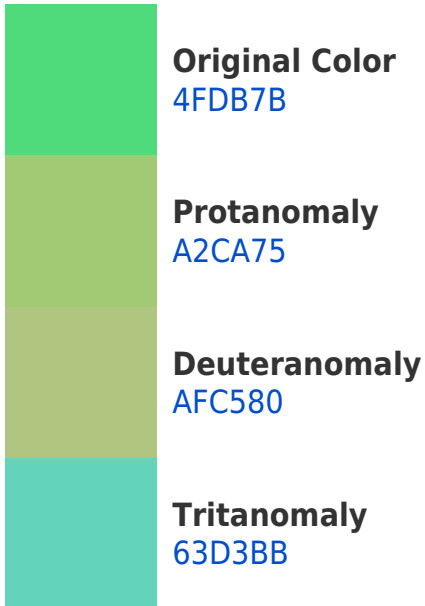 Original Color
4FDB7B
Protanomaly
A2CA75
Deuteranomaly
AFC580
Tritanomaly
63D3BB